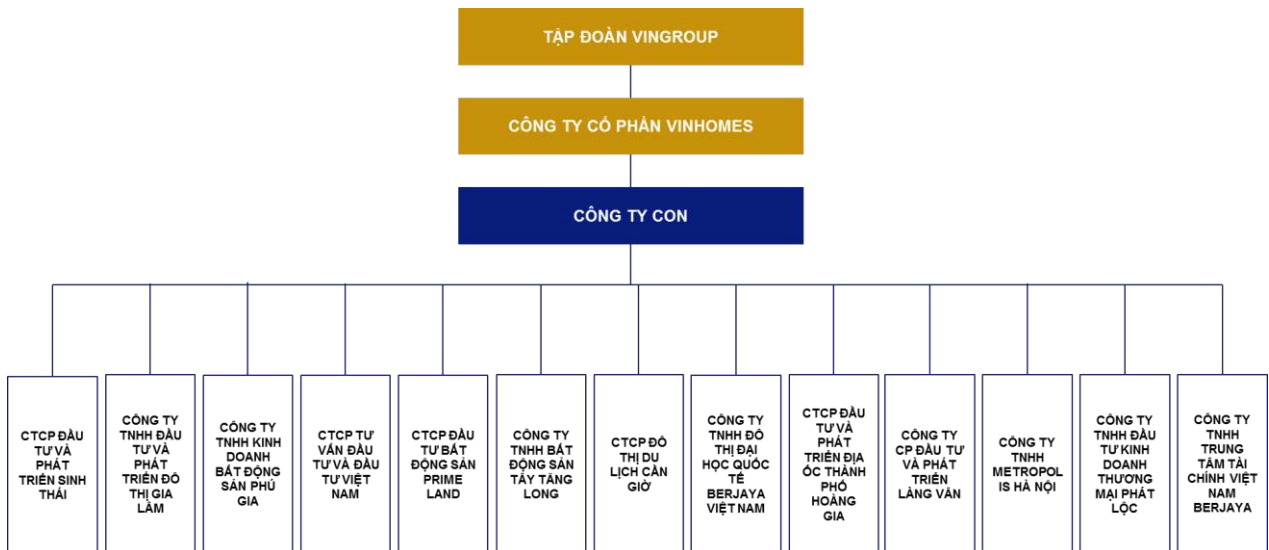 TẬP ĐOÀN VINGROUP
CÔNG TY CỔ PHẦN VINHOMES
CÔNG TY CON
CTCP ĐẦU
TƯ VÀ
PHÁT
TRIỂN SINH
THÁI
CÔNG TY
TNHH ĐẦU
TƯ VÀ
PHÁT
TRIỂN ĐÔ
THỊ GIA
LÂM
CÔNG TY
TNHH KINH
DOANH
BẤT ĐỘNG
SẢN PHÚ
GIA
CTCP TƯ
VẤN ĐẦU
TƯ VÀ ĐẦU
TƯ VIỆT
NAM
CTCP ĐẦU
TƯ BẤT
ĐỘNG SẢN
PRIME
LAND
CÔNG TY
TNHH BẤT
ĐỘNG SẢN
TÂY TĂNG
LONG
CTCP ĐÔ
THỊ DU
LỊCH CẦN
GIỜ
CÔNG TY
TNHH ĐÔ
THỊ ĐẠI
HỌC QUỐC
TẾ
BERJAYA
VIỆT NAM
CTCP ĐẦU
TƯ VÀ
PHÁT
TRIỂN ĐỊA
ỐC THÀNH
PHỐ
HOÀNG
GIA
CÔNG TY
CP ĐẦU TƯ
VÀ PHÁT
TRIỂN
LÀNG VÂN
CÔNG TY
TNHH
METROPOL
IS HÀ NỘI
CÔNG TY
TNHH ĐẦU
TƯ KINH
DOANH
THƯƠNG
MẠI PHÁT
LỘC
CÔNG TY
TNHH
TRUNG
TÂM TÀI
CHÍNH VIỆT
NAM
BERJAYA